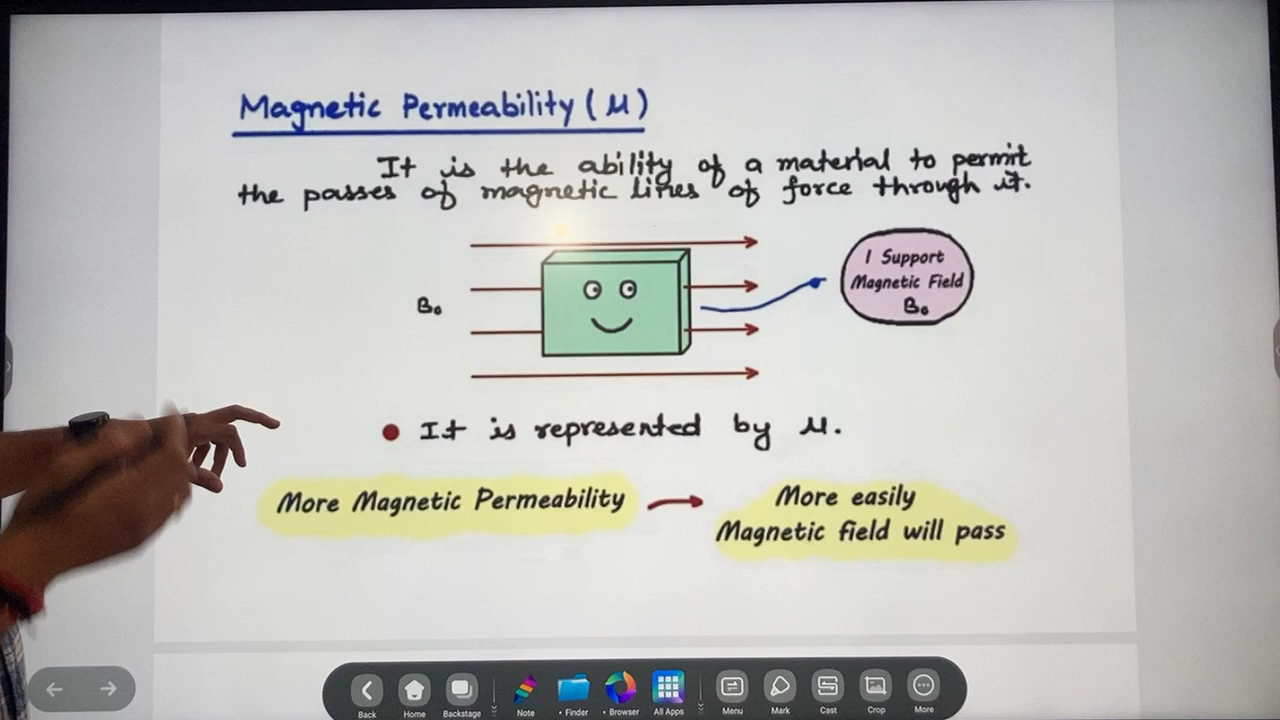 Magnetic Permeability (μ)
It is the ability of a material to permit
the passes of magnetic lines of force through it.
I Support
Magnetic Field
B₀
B₀
• It is represented by μ.
More Magnetic Permeability → More easily
Magnetic field will pass
Back Home Backstage Note • Finder • Browser All Apps Menu Mark Cast Crop More